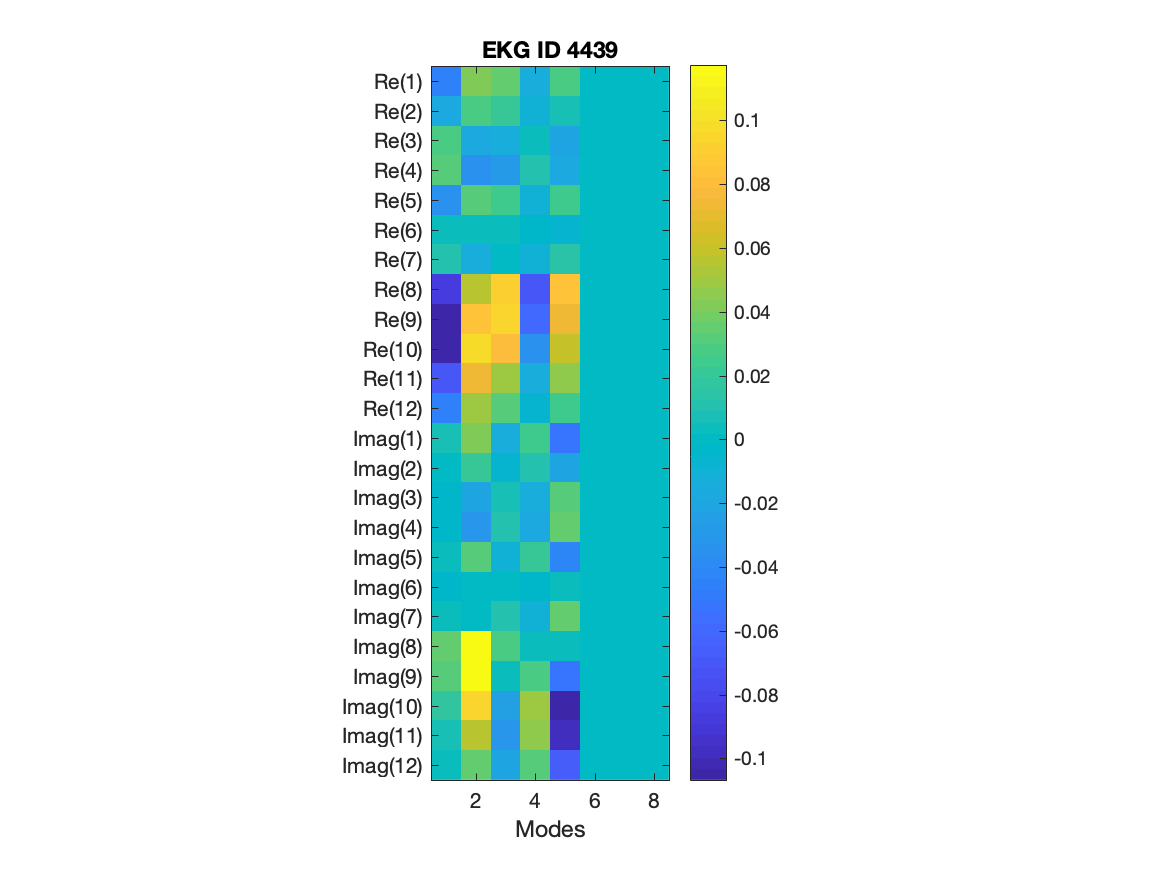 EKG ID 4439
Re(1)
Re(2)
Re(3)
Re(4)
Re(5)
Re(6)
Re(7)
Re(8)
Re(9)
Re(10)
Re(11)
Re(12)
Imag(1)
Imag(2)
Imag(3)
Imag(4)
Imag(5)
Imag(6)
Imag(7)
Imag(8)
Imag(9)
Imag(10)
Imag(11)
Imag(12)
2 4 6 8
Modes
0.1
0.08
0.06
0.04
0.02
0
-0.02
-0.04
-0.06
-0.08
-0.1